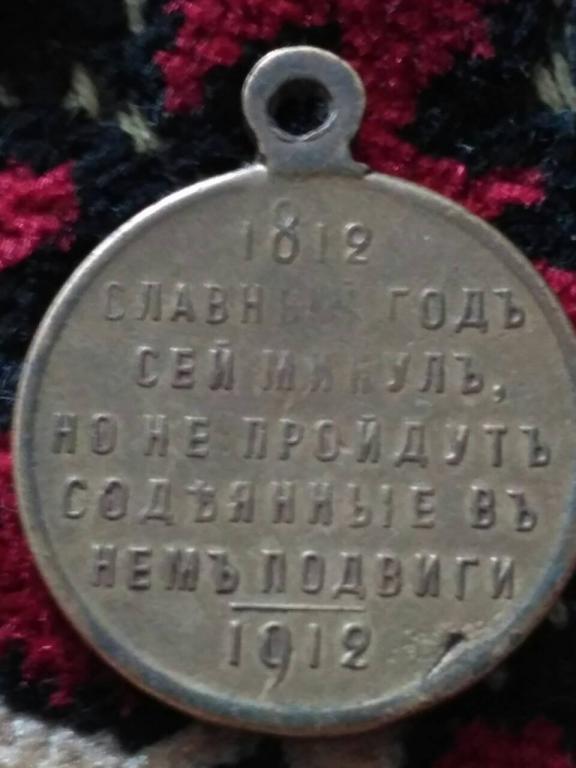 1812
СЛАВНЫЙ ГОДЪ
СЕЙ МИНУЛЪ,
НО НЕ ПРОЙДУТЪ
СОДѢЯННЫЕ ВЪ
НЕМЪ ПОДВИГИ
1912